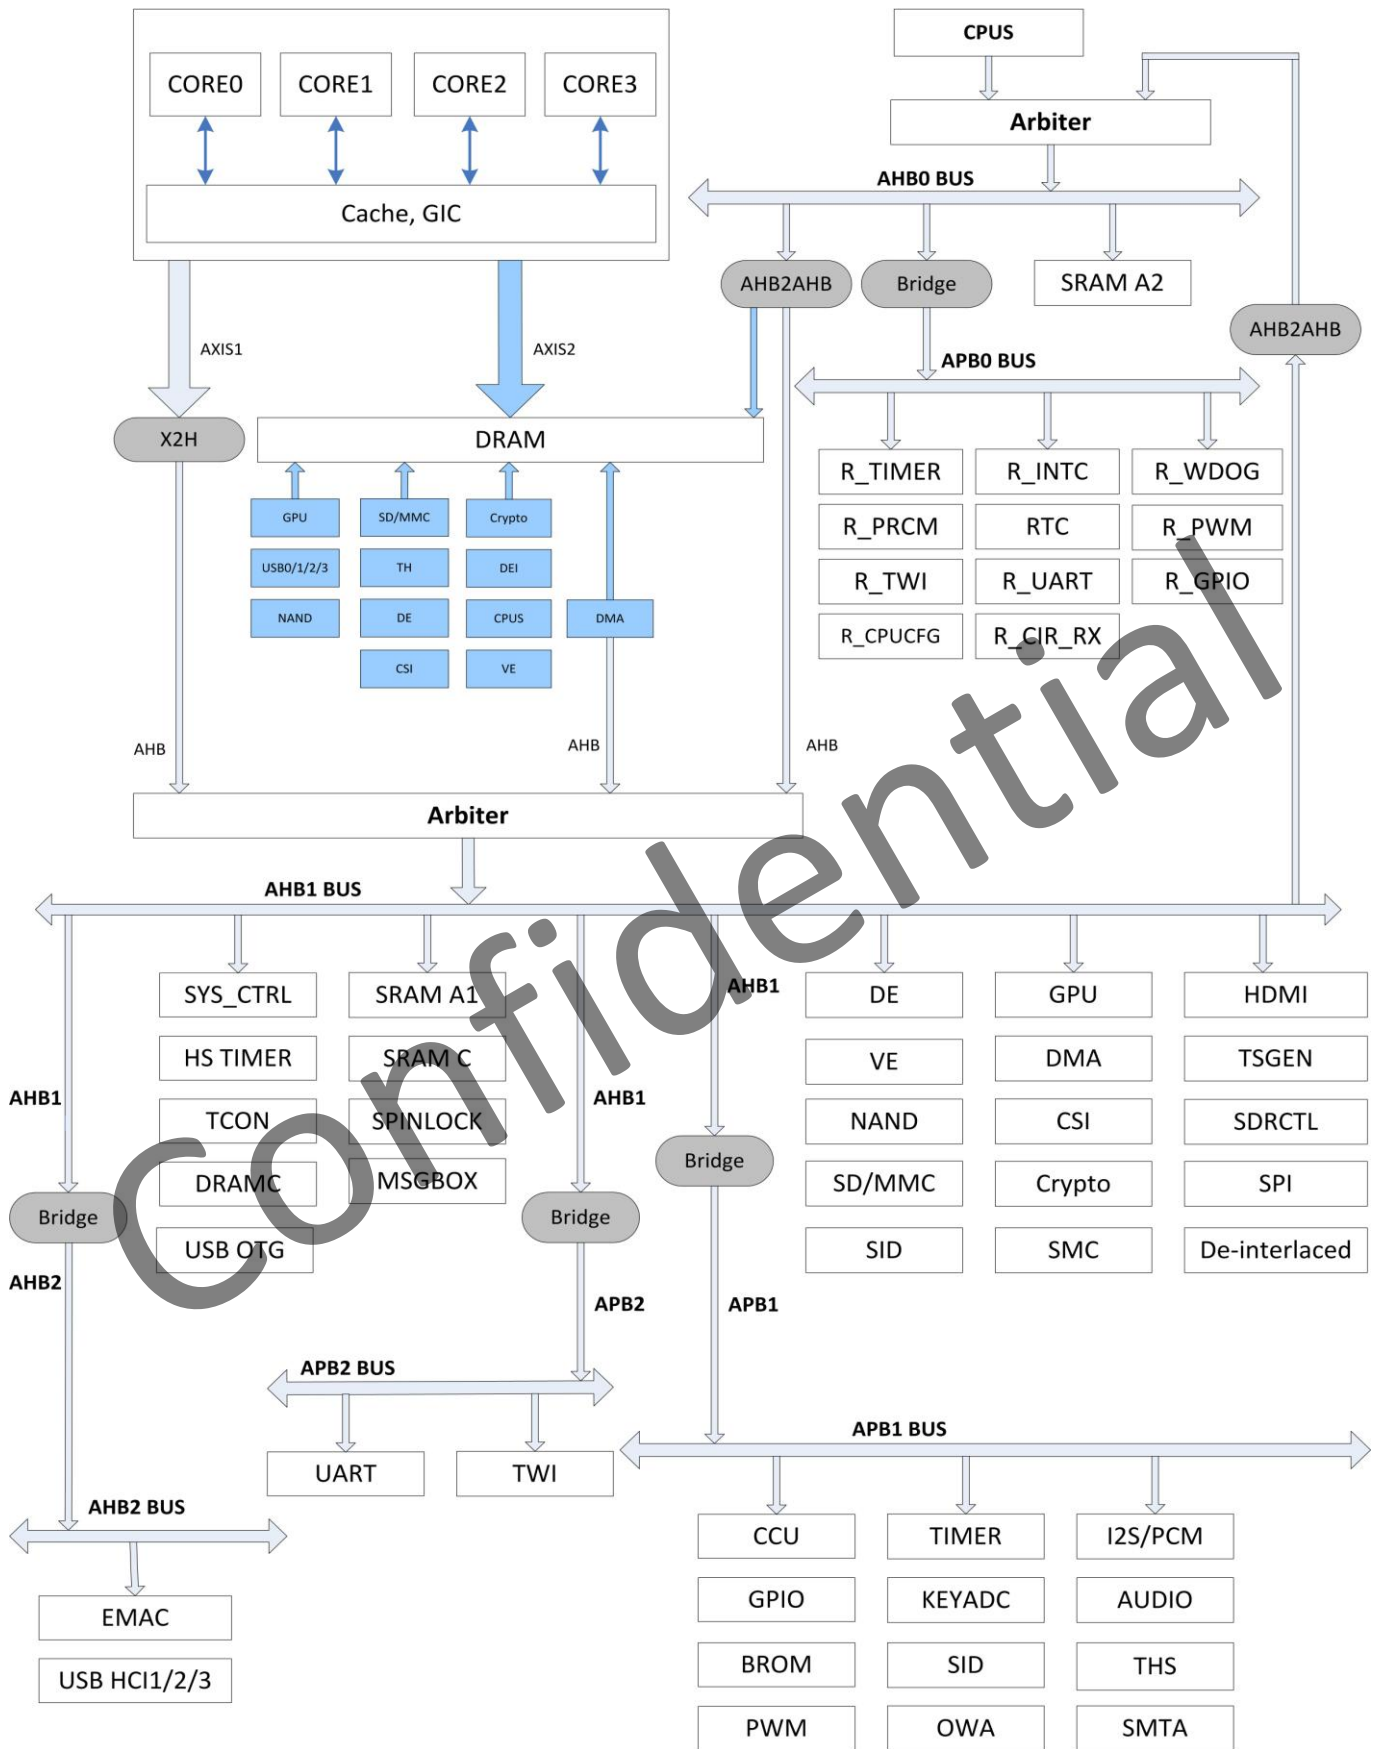 CPUS
CORE0 CORE1 CORE2 CORE3
Arbiter
AHB0 BUS
Cache, GIC
AHB2AHB Bridge SRAM A2
AHB2AHB
AXIS1 AXIS2
APB0 BUS
X2H DRAM
R_TIMER R_INTC R_WDOG
GPU SD/MMC Crypto
R_PRCM RTC R_PWM
USB0/1/2/3 TH DEI
R_TWI R_UART R_GPIO
NAND DE CPUS DMA
R_CPUCFG R_CIR_RX
CSI VE
AHB AHB AHB
Arbiter
AHB1 BUS
SYS_CTRL SRAM A1 AHB1 DE GPU HDMI
HS TIMER SRAM C VE DMA TSGEN
AHB1 AHB1
TCON SPINLOCK NAND CSI SDRCTL
Bridge
DRAMC MSGBOX SD/MMC Crypto SPI
Bridge Bridge
USB OTG SID SMC De-interlaced
AHB2 APB2 APB1
APB2 BUS
APB1 BUS
UART TWI
AHB2 BUS
CCU TIMER I2S/PCM
EMAC GPIO KEYADC AUDIO
USB HCI1/2/3 BROM SID THS
PWM OWA SMTA
Confidential